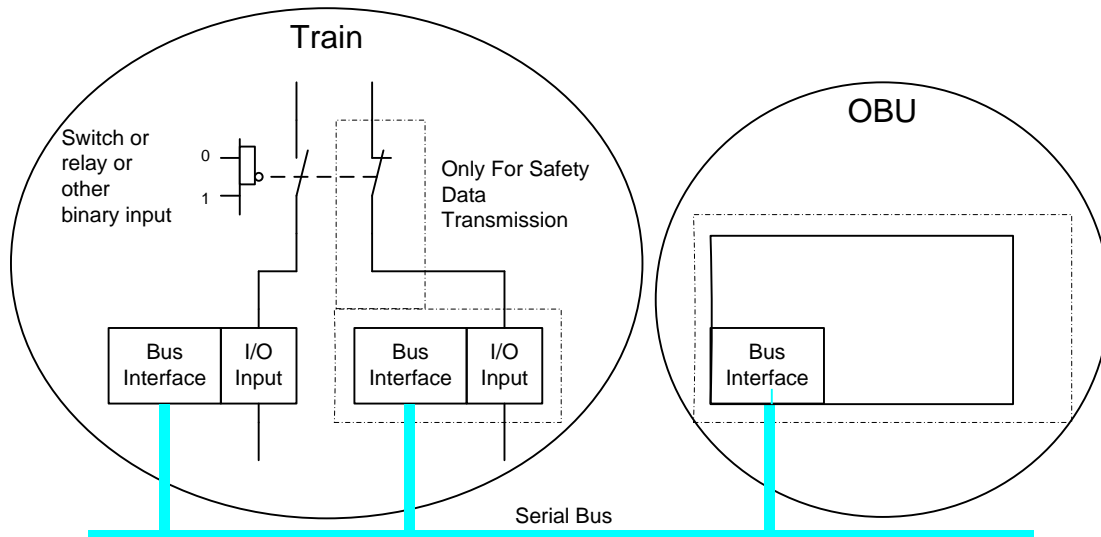 Train
OBU
Switch or
relay or
other
binary input
0
1
Only For Safety
Data
Transmission
Bus
Interface
I/O
Input
Bus
Interface
I/O
Input
Bus
Interface
Serial Bus